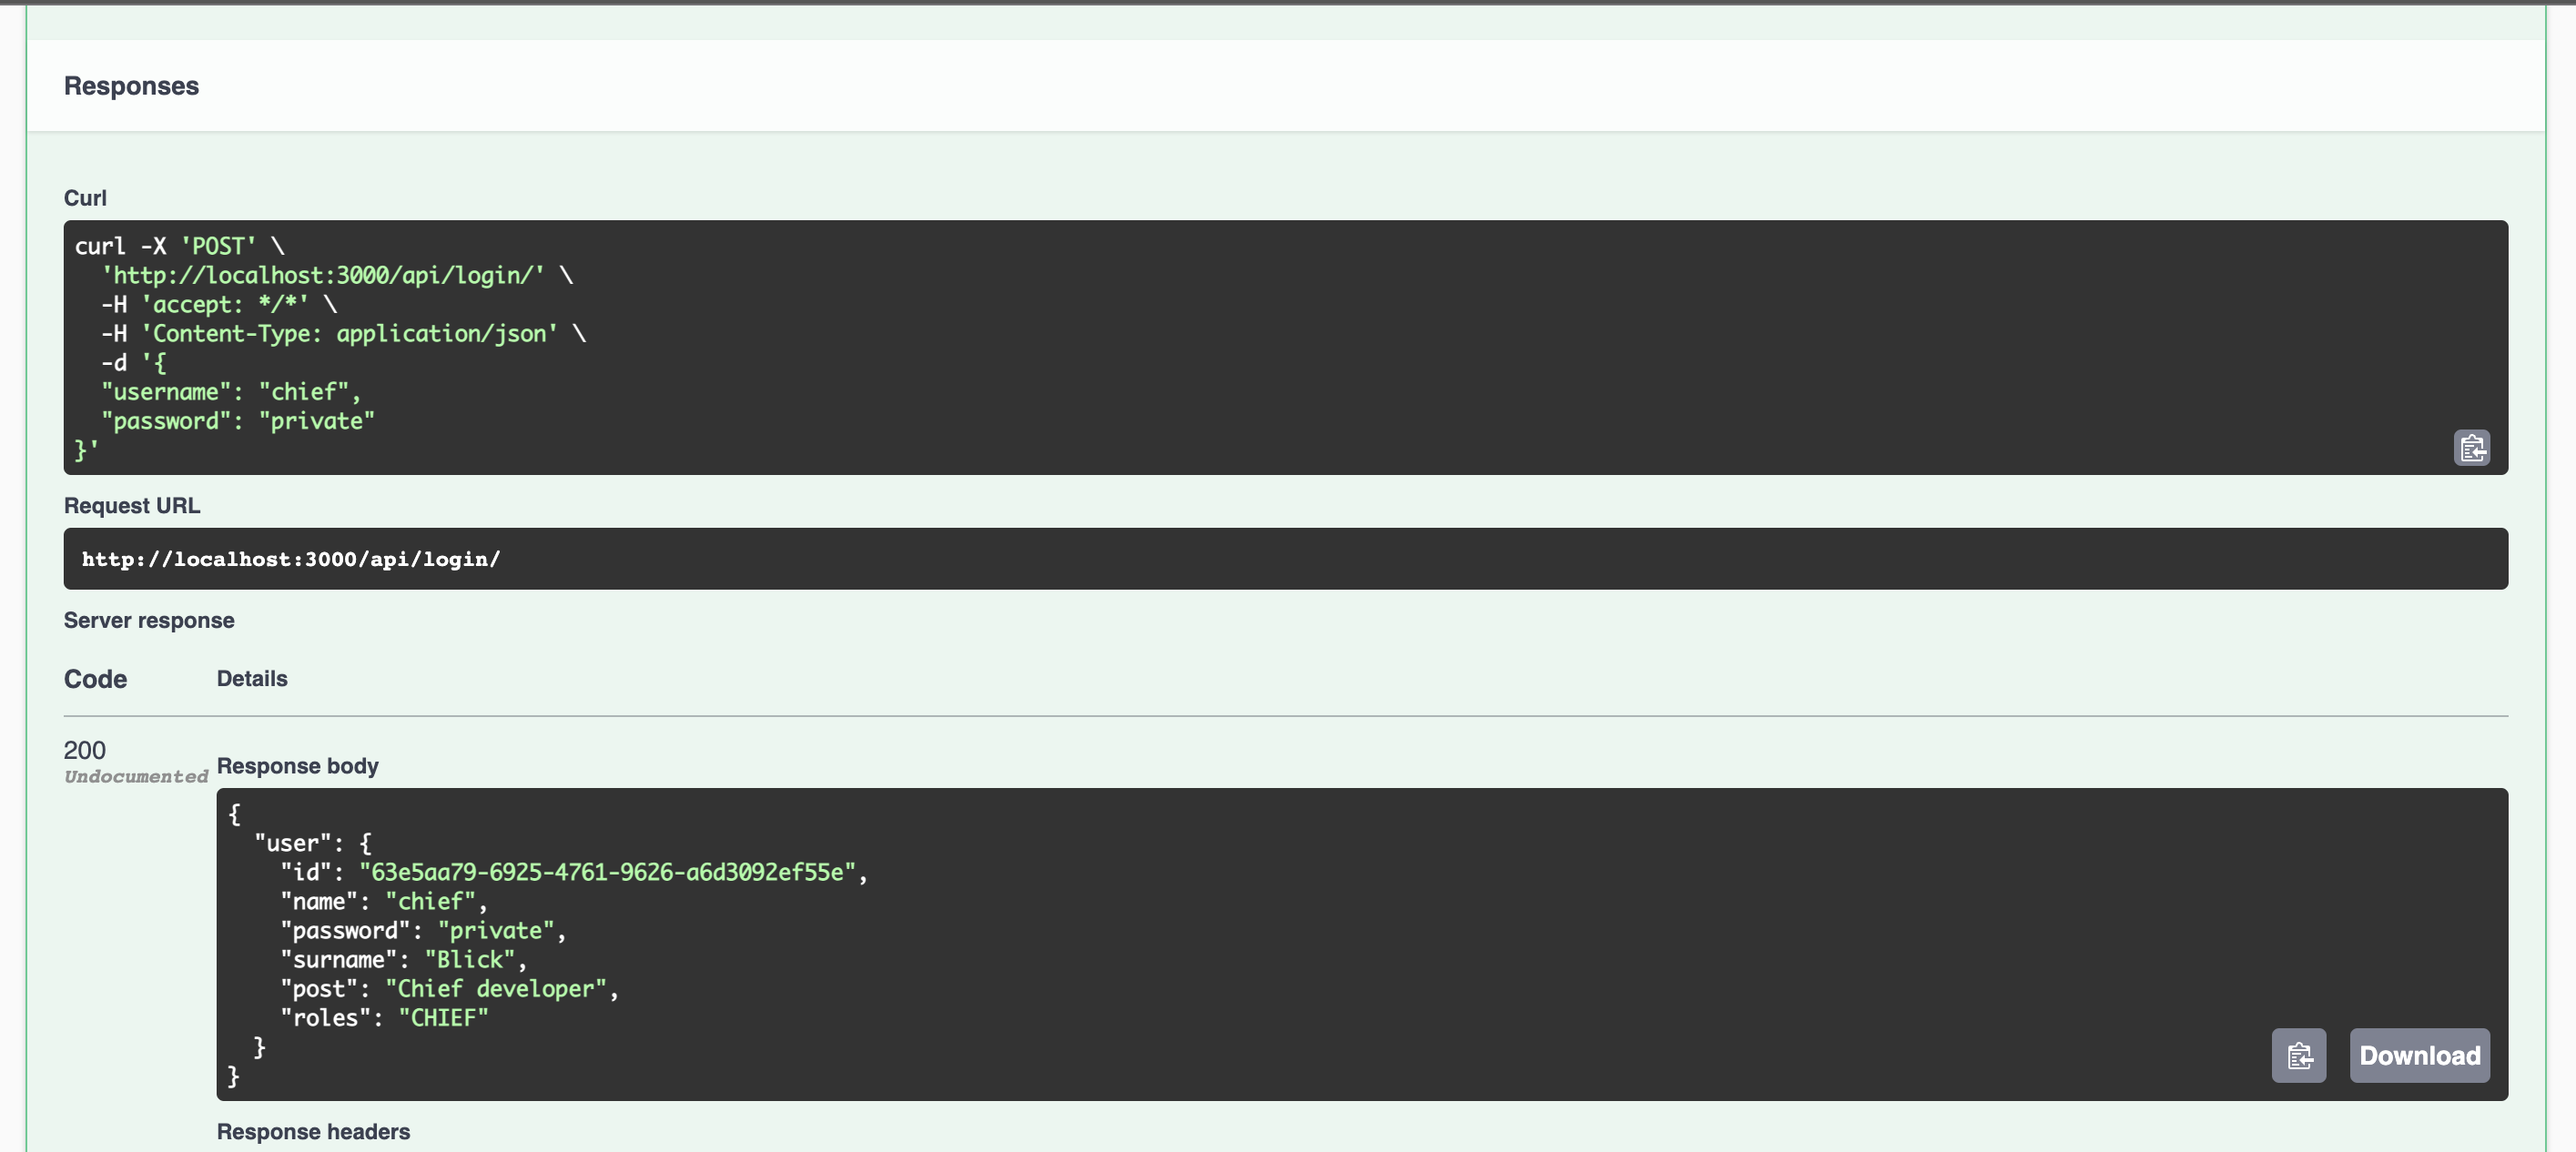 Responses
Curl
curl -X 'POST' \
  'http://localhost:3000/api/login/' \
  -H 'accept: */*' \
  -H 'Content-Type: application/json' \
  -d '{
  "username": "chief",
  "password": "private"
}'
Request URL
http://localhost:3000/api/login/
Server response
Code Details
200
Undocumented
Response body
{
  "user": {
    "id": "63e5aa79-6925-4761-9626-a6d3092ef55e",
    "name": "chief",
    "password": "private",
    "surname": "Blick",
    "post": "Chief developer",
    "roles": "CHIEF"
  }
}
Download
Response headers